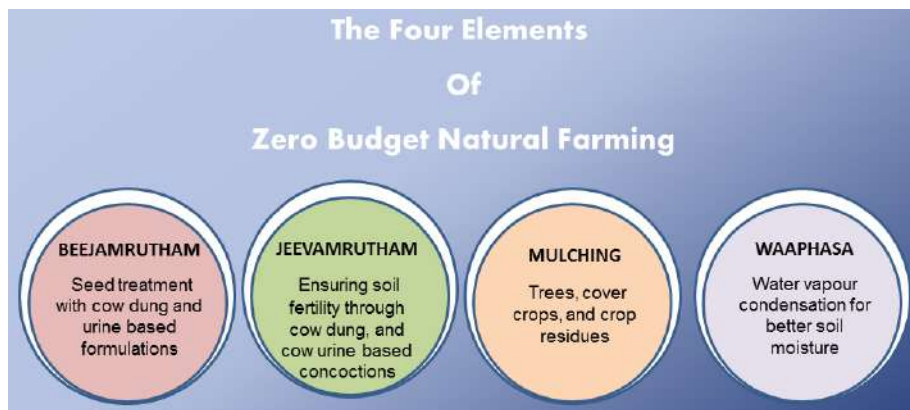 The Four Elements
Of
Zero Budget Natural Farming
BEEJAMRUTHAM
Seed treatment
with cow dung and
urine based
formulations
JEEVAMRUTHAM
Ensuring soil
fertility through
cow dung, and
cow urine based
concoctions
MULCHING
Trees, cover
crops, and crop
residues
WAAPHASA
Water vapour
condensation for
better soil
moisture